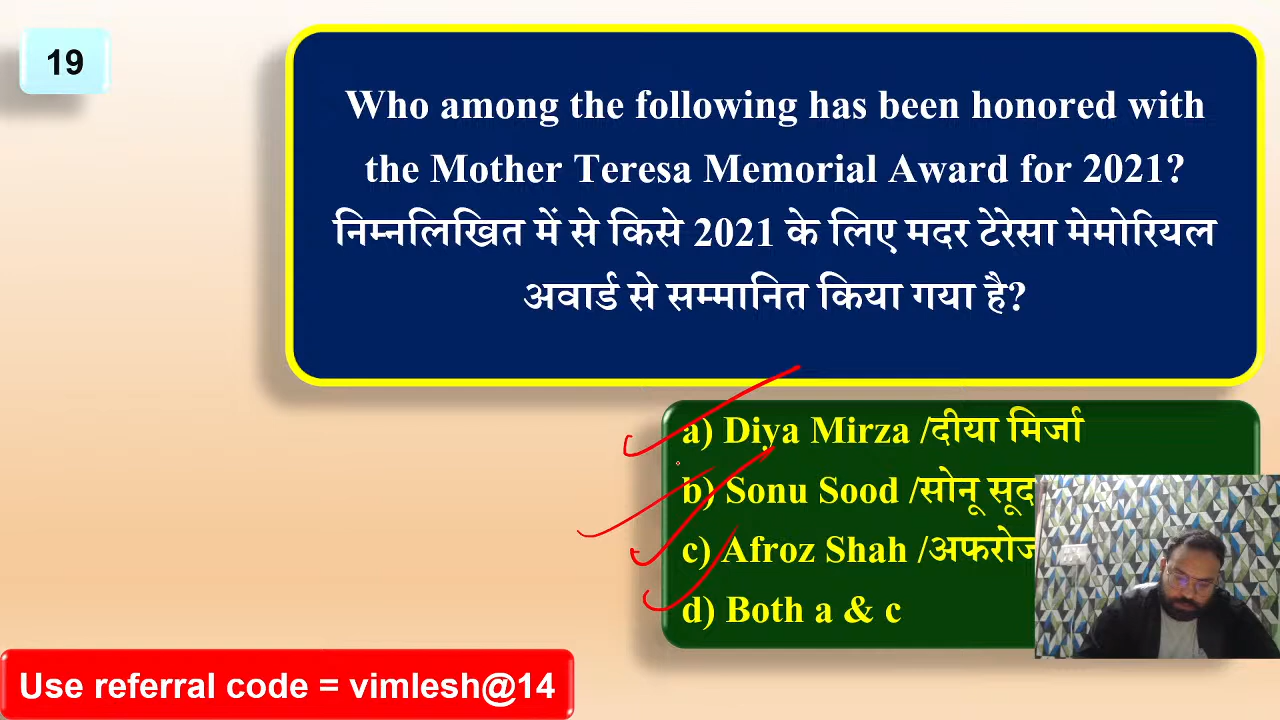 19
Who among the following has been honored with
the Mother Teresa Memorial Award for 2021?
निम्नलिखित में से किसे 2021 के लिए मदर टेरेसा मेमोरियल
अवार्ड से सम्मानित किया गया है?
a) Diya Mirza /दीया मिर्जा
b) Sonu Sood /सोनू सूद
c) Afroz Shah /अफरोज
d) Both a & c
Use referral code = vimlesh@14